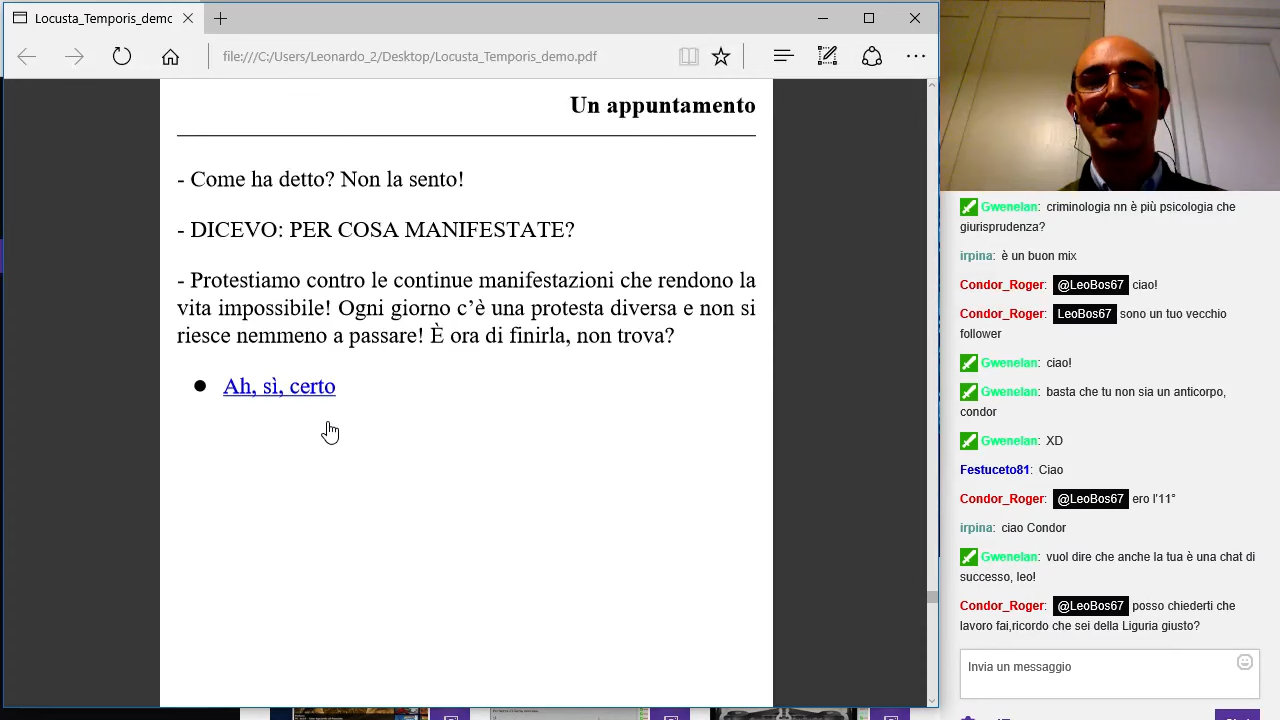 Locusta_Temporis_demo
file:///C:/Users/Leonardo_2/Desktop/Locusta_Temporis_demo.pdf
Un appuntamento
- Come ha detto? Non la sento!
- DICEVO: PER COSA MANIFESTATE?
- Protestiamo contro le continue manifestazioni che rendono la
vita impossibile! Ogni giorno c’è una protesta diversa e non si
riesce nemmeno a passare! È ora di finirla, non trova?
● Ah, sì, certo
Gwenelan: criminologia nn è più psicologia che
giurisprudenza?
irpina: è un buon mix
Condor_Roger: @LeoBos67 ciao!
Condor_Roger: LeoBos67 sono un tuo vecchio
follower
Gwenelan: ciao!
Gwenelan: basta che tu non sia un anticorpo,
condor
Gwenelan: XD
Festuceto81: Ciao
Condor_Roger: @LeoBos67 ero l'11°
irpina: ciao Condor
Gwenelan: vuol dire che anche la tua è una chat di
successo, leo!
Condor_Roger: @LeoBos67 posso chiederti che
lavoro fai,ricordo che sei della Liguria giusto?
Invia un messaggio